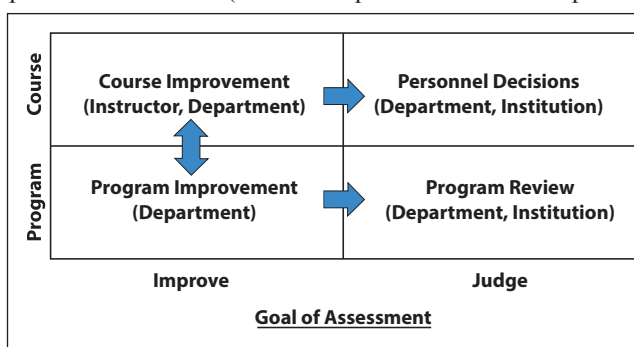 Course
Course Improvement
(Instructor, Department)
Personnel Decisions
(Department, Institution)
Program
Program Improvement
(Department)
Program Review
(Department, Institution)
Improve
Judge
Goal of Assessment